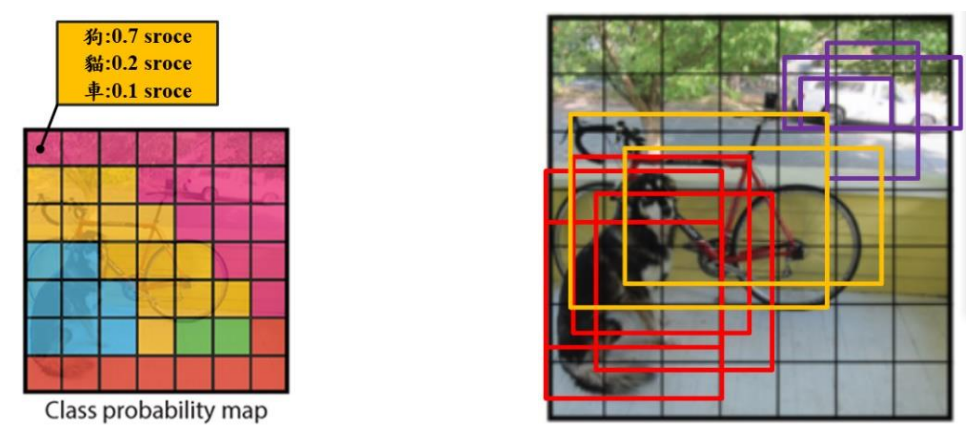 狗:0.7 sroce
貓:0.2 sroce
車:0.1 sroce
Class probability map